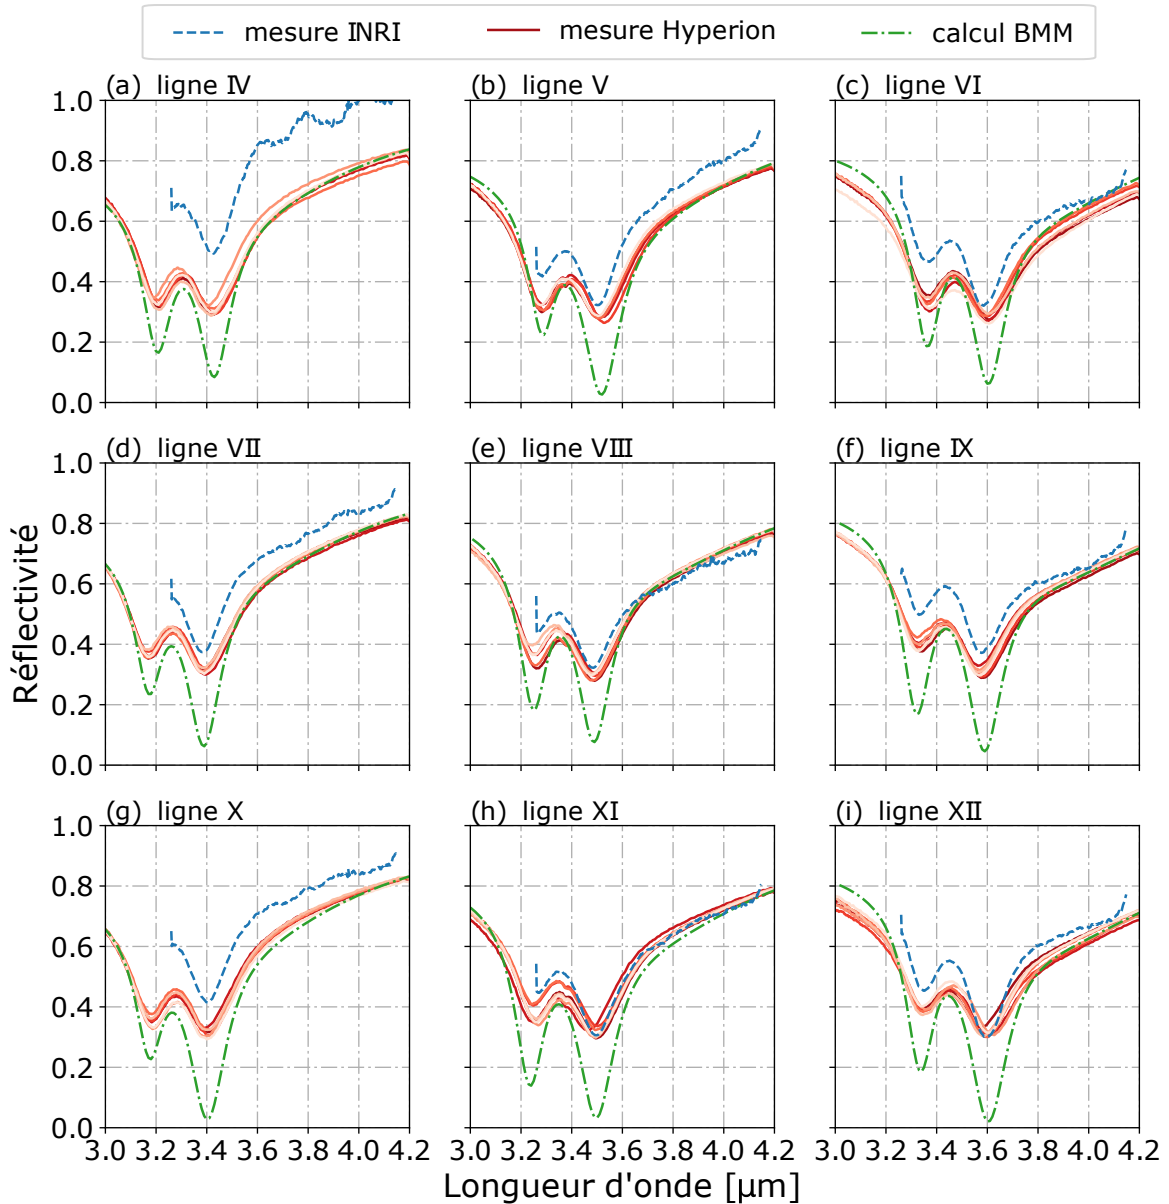 mesure INRI mesure Hyperion calcul BMM
(a) ligne IV (b) ligne V (c) ligne VI
1.0
0.8
0.6
0.4
0.2
0.0
(d) ligne VII (e) ligne VIII (f) ligne IX
1.0
0.8
0.6
0.4
0.2
0.0
Réflectivité
(g) ligne X (h) ligne XI (i) ligne XII
1.0
0.8
0.6
0.4
0.2
0.0
3.0 3.2 3.4 3.6 3.8 4.0 4.2 3.0 3.2 3.4 3.6 3.8 4.0 4.2 3.0 3.2 3.4 3.6 3.8 4.0 4.2
Longueur d'onde [µm]